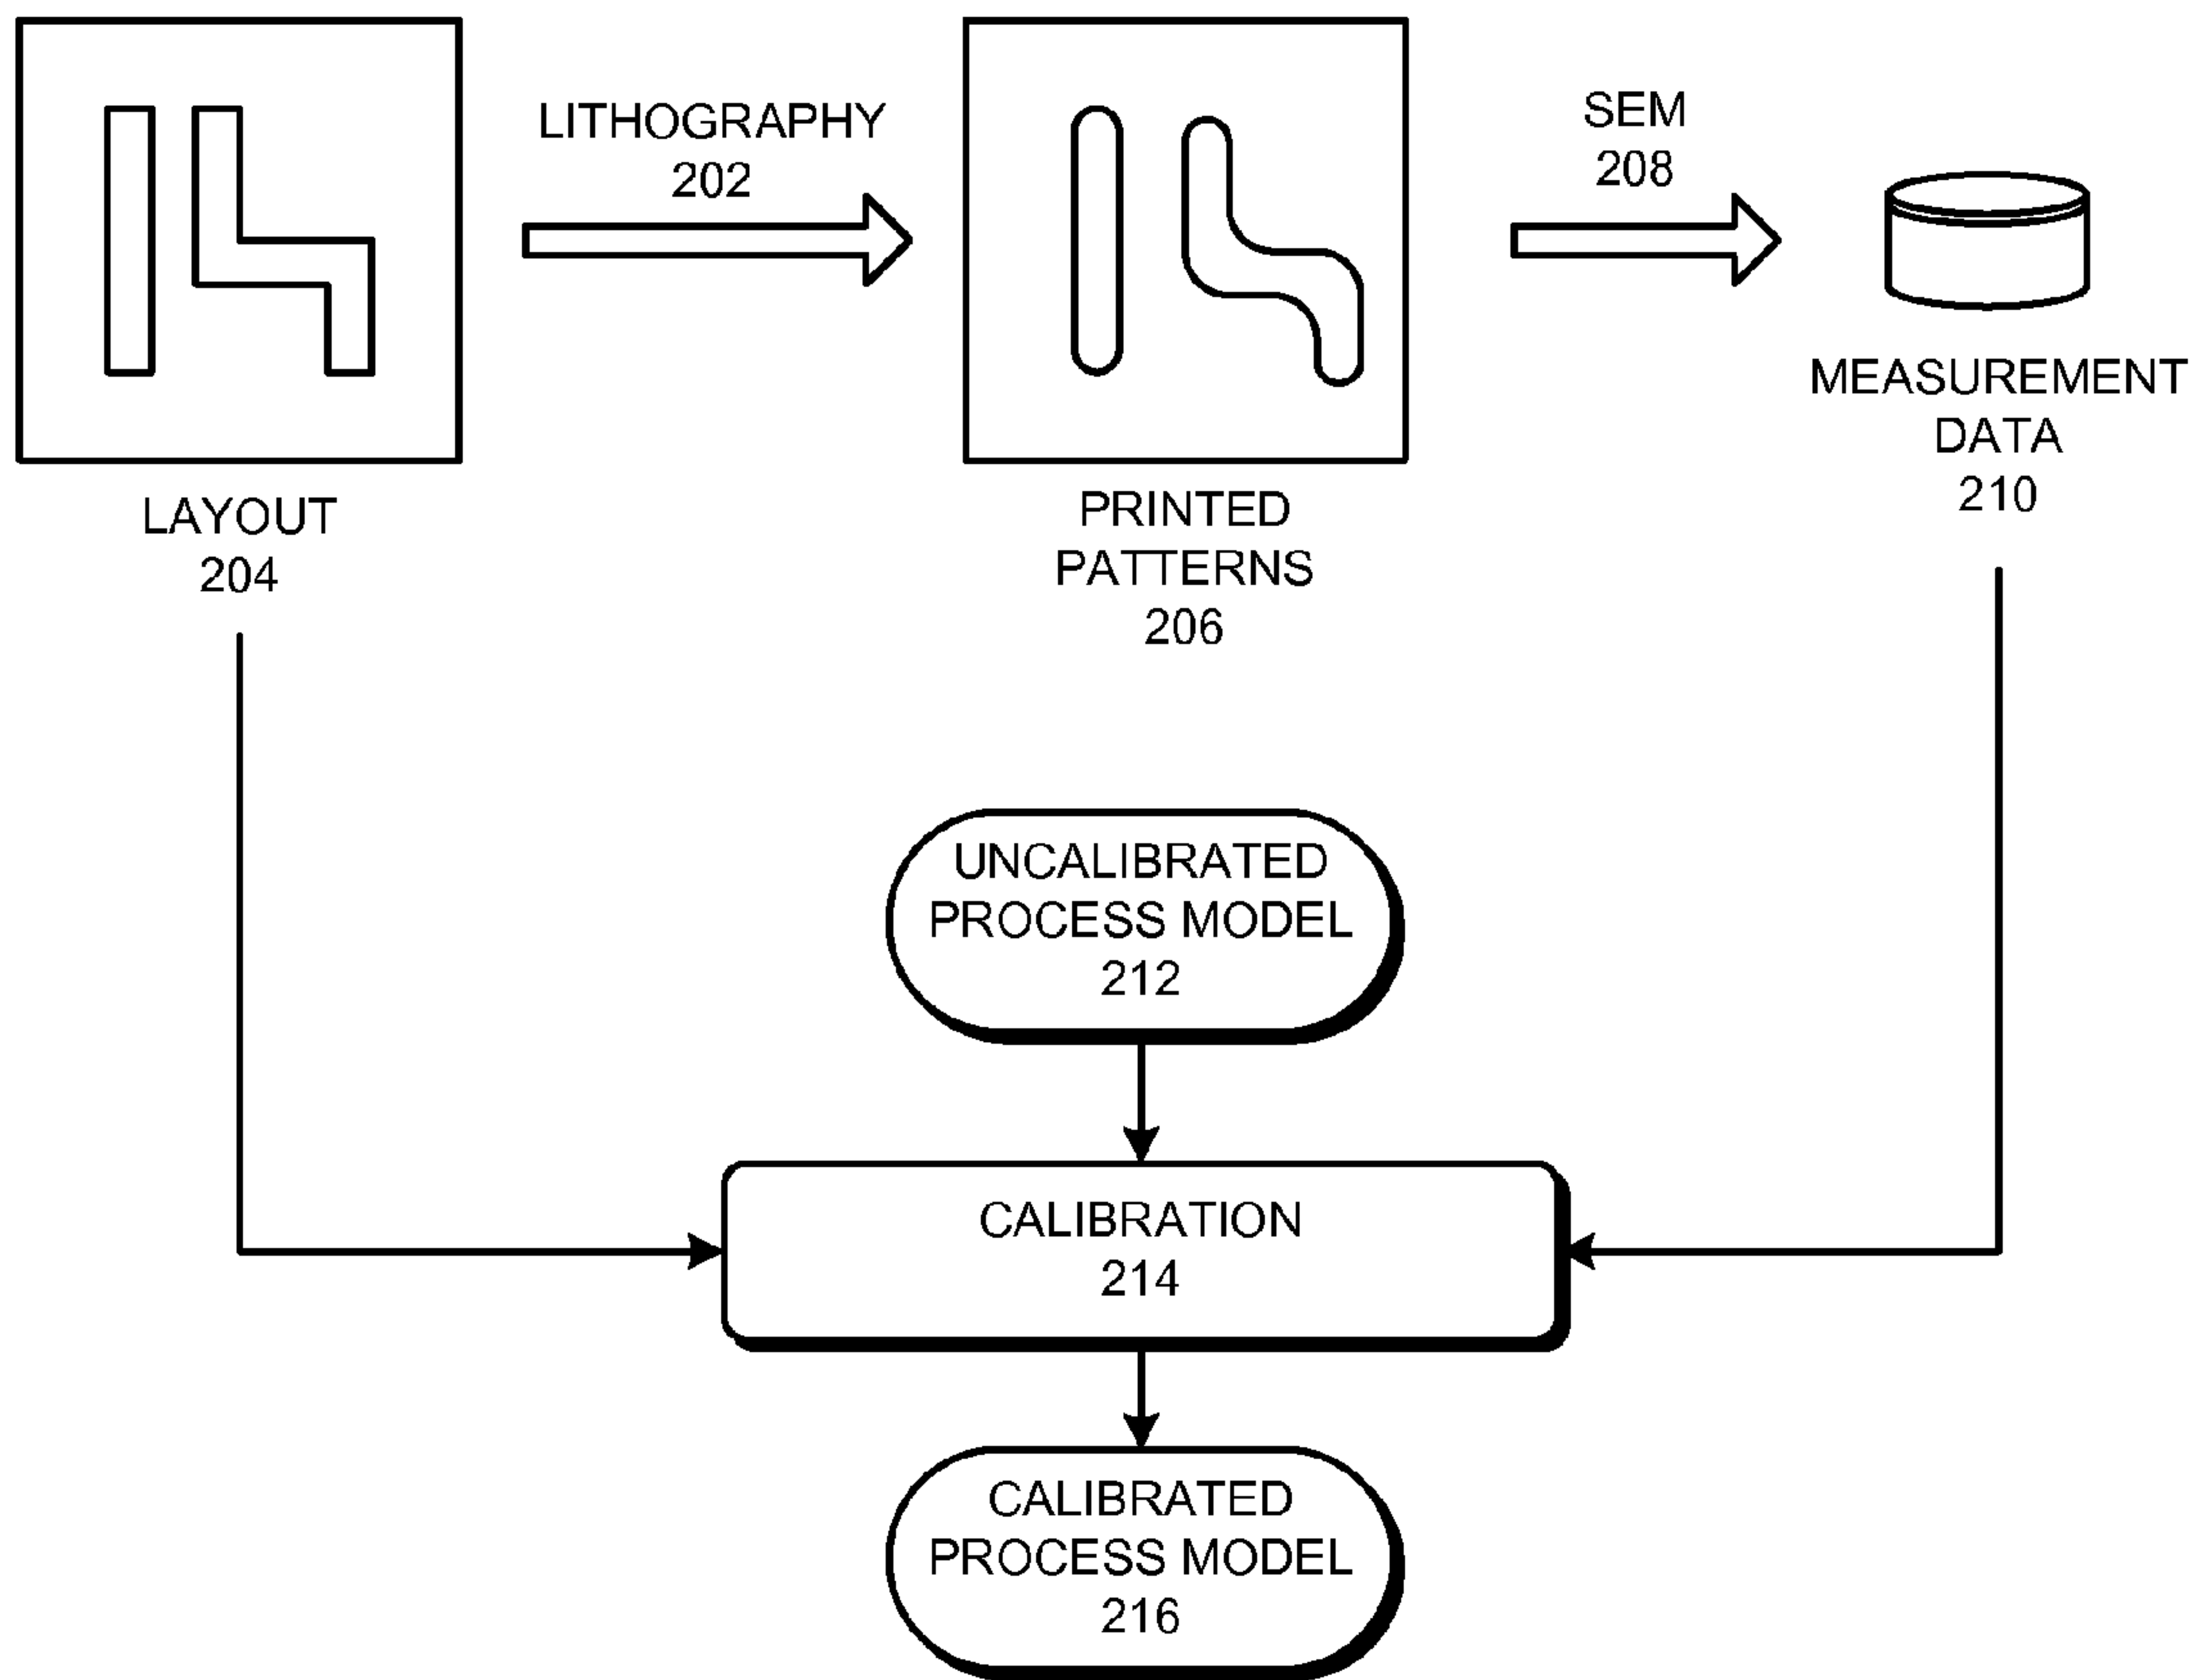 LITHOGRAPHY
202
SEM
208
LAYOUT
204
PRINTED
PATTERNS
206
MEASUREMENT
DATA
210
UNCALIBRATED
PROCESS MODEL
212
CALIBRATION
214
CALIBRATED
PROCESS MODEL
216